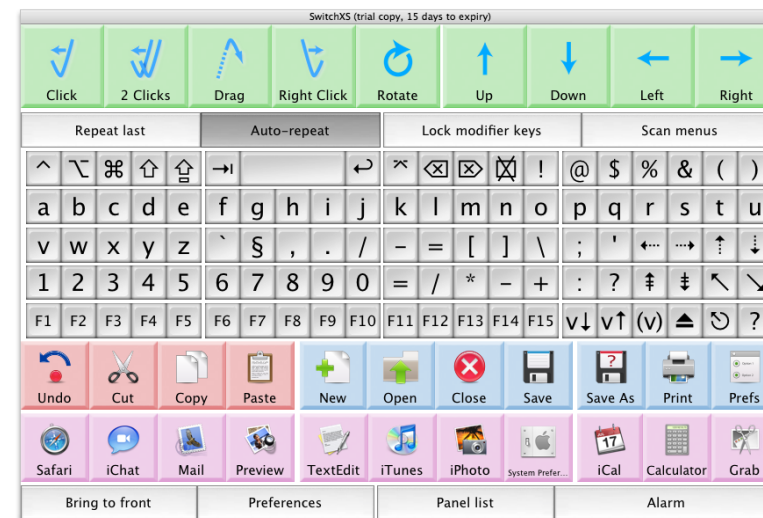 SwitchXS (trial copy, 15 days to expiry)
Click 2 Clicks Drag Right Click Rotate Up Down Left Right
Repeat last Auto-repeat Lock modifier keys Scan menus
^ ⌥ ⌘ ⇧ ⇪ ⇥ ↩ ⌤ ⌫ ⌦ ! @ $ % & ( )
a b c d e f g h i j k l m n o p q r s t u
v w x y z ` § , . / - = [ ] \ ; ' ⇠ ⇢ ⇡ ⇣
1 2 3 4 5 6 7 8 9 0 = / * - + : ? ⇞ ⇟ ↖ ↘
F1 F2 F3 F4 F5 F6 F7 F8 F9 F10 F11 F12 F13 F14 F15 v↓ v↑ (v) ⏏ ⎋ ?
Undo Cut Copy Paste New Open Close Save Save As Print Prefs
17
Safari iChat Mail Preview TextEdit iTunes iPhoto System Prefer... iCal Calculator Grab
Bring to front Preferences Panel list Alarm